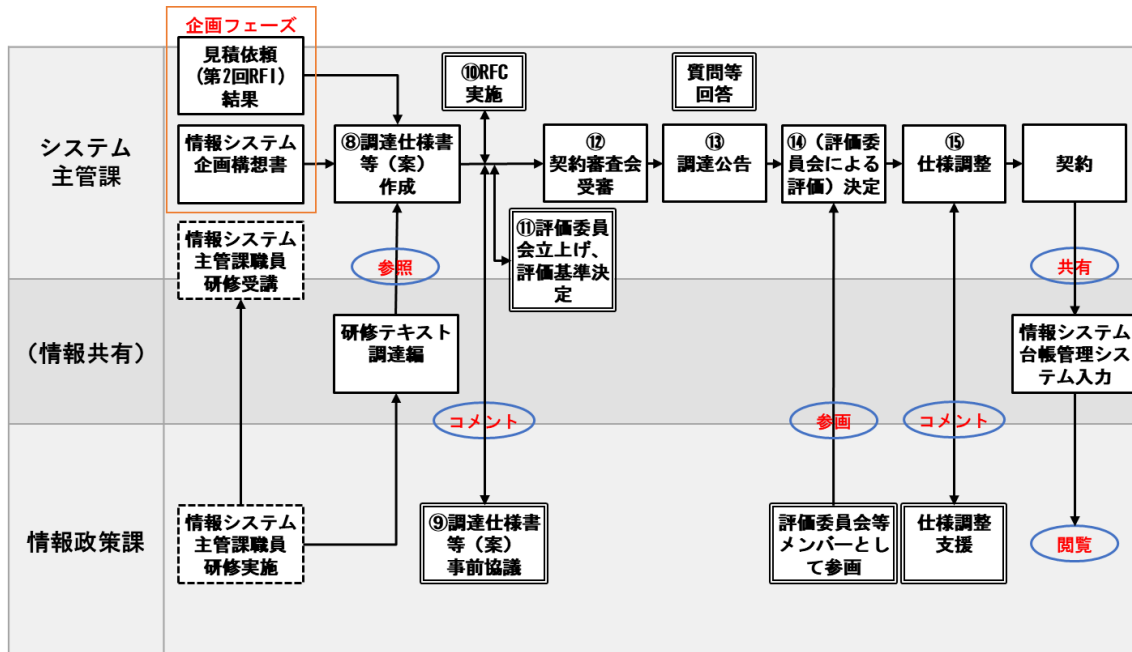 企画フェーズ
見積依頼
(第2回RFI)
結果
情報システム
企画構想書
⑧調達仕様書
等(案)
作成
⑩RFC
実施
質問等
回答
⑫
契約審査会
受審
⑬
調達公告
⑭(評価委
員会による
評価)決定
⑮
仕様調整
契約
システム
主管課
⑪評価委員
会立上げ、
評価基準決
定
情報システム
主管課職員
研修受講
参照
共有
(情報共有)
研修テキスト
調達編
情報システム
台帳管理シス
テム入力
コメント
参画
コメント
情報政策課
情報システム
主管課職員
研修実施
⑨調達仕様書
等(案)
事前協議
評価委員会等
メンバーとし
て参画
仕様調整
支援
閲覧